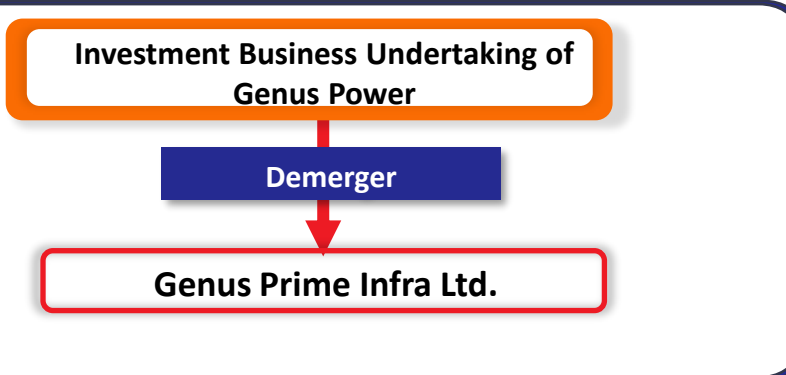 Investment Business Undertaking of
Genus Power
Demerger
Genus Prime Infra Ltd.